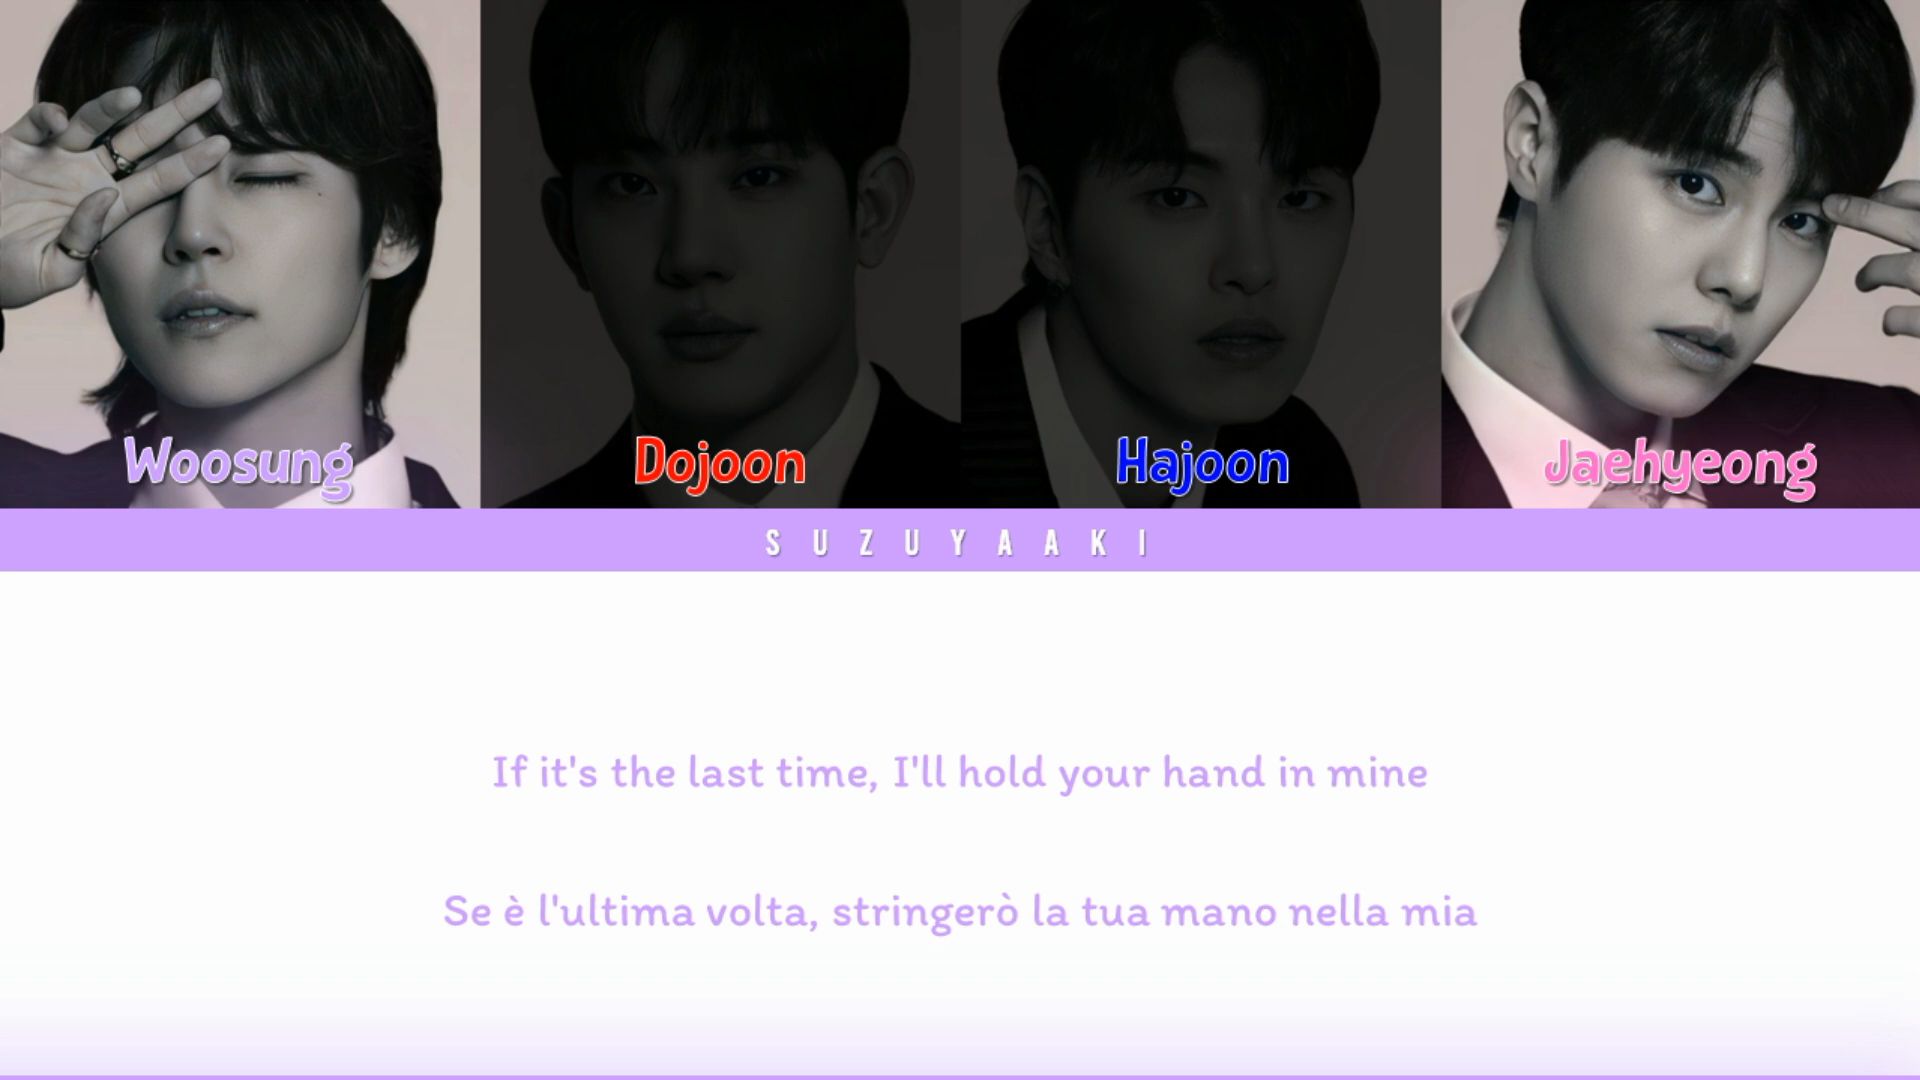 Woosung
Dojoon
Hajoon
Jaehyeong
SUZUYAAKI
If it's the last time, I'll hold your hand in mine
Se è l'ultima volta, stringerò la tua mano nella mia